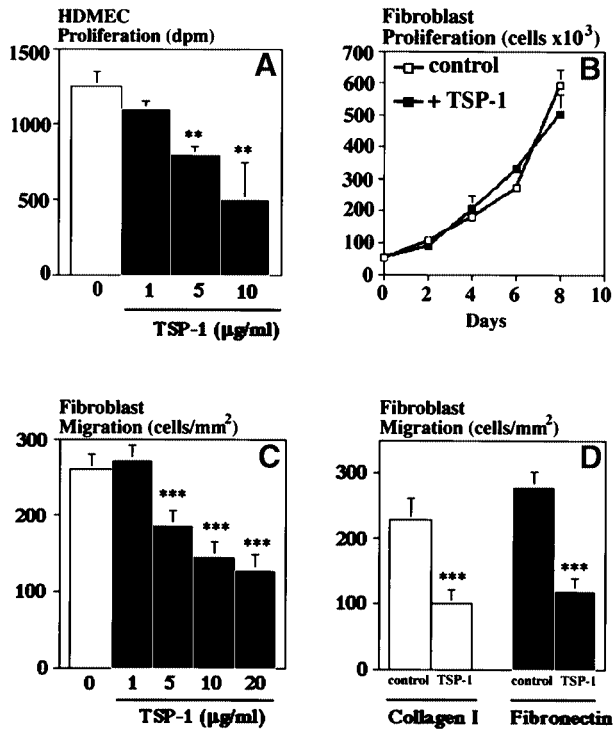 HDMEC
Proliferation (dpm)
A
1500
1000
500
0
**
**
0 1 5 10
TSP-1 (µg/ml)
Fibroblast
Proliferation (cells x10³)
B
control
+ TSP-1
700
600
500
400
300
200
100
0
0 2 4 6 8 10
Days
Fibroblast
Migration (cells/mm²)
C
300
200
100
0
***
***
***
0 1 5 10 20
TSP-1 (µg/ml)
Fibroblast
Migration (cells/mm²)
D
300
200
100
0
***
***
control TSP-1 control TSP-1
Collagen I Fibronectin